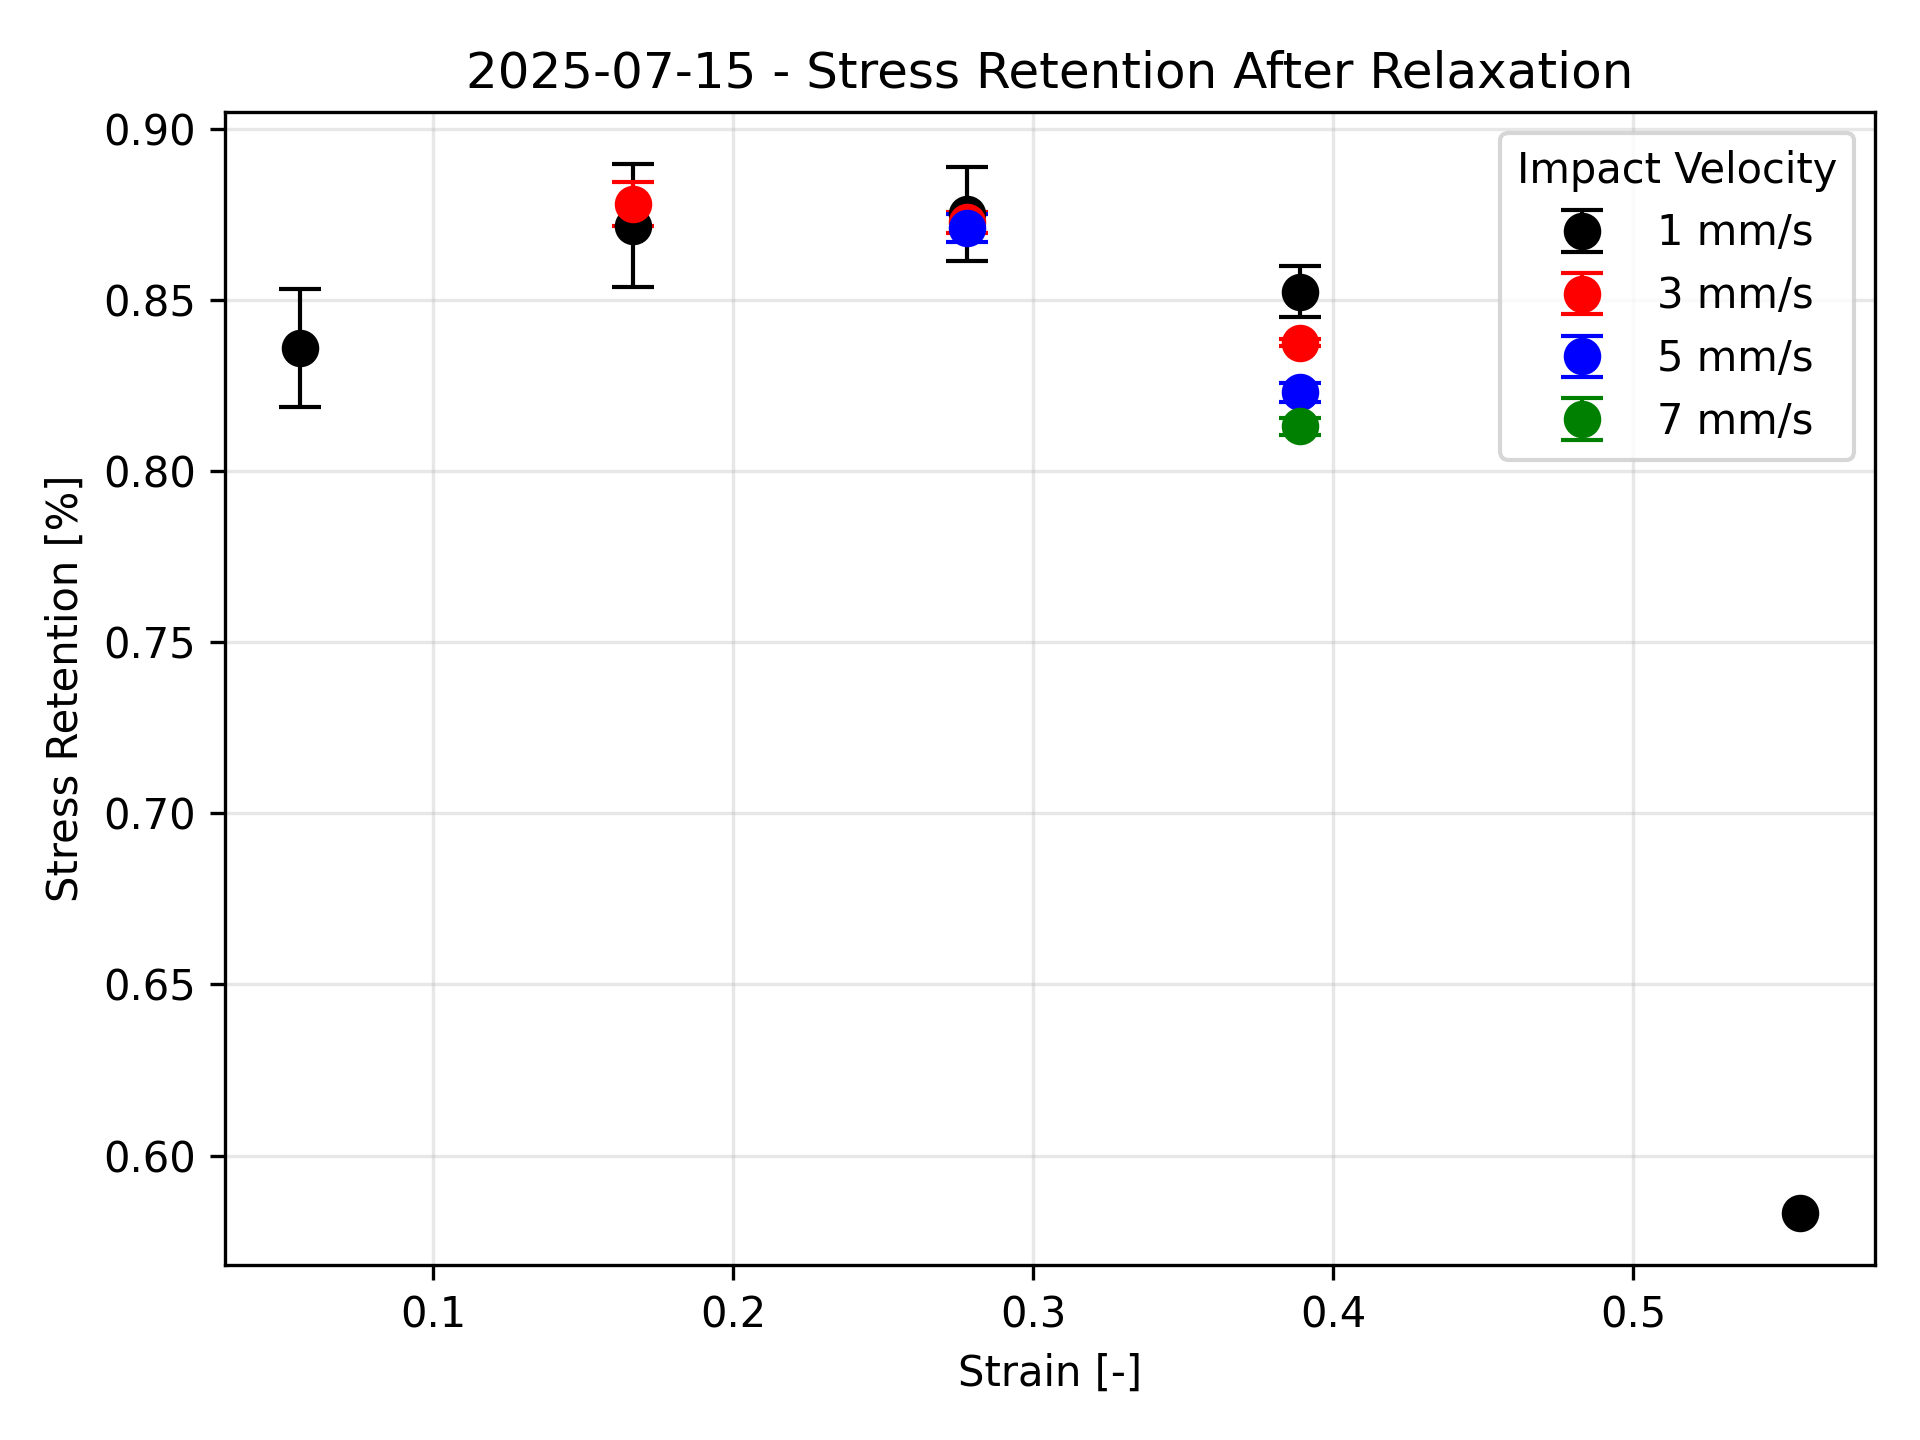 2025-07-15 - Stress Retention After Relaxation
Stress Retention [%]
0.90
0.85
0.80
0.75
0.70
0.65
0.60
Impact Velocity
1 mm/s
3 mm/s
5 mm/s
7 mm/s
0.1 0.2 0.3 0.4 0.5
Strain [-]